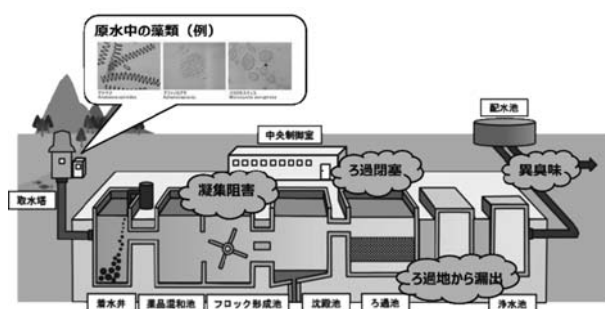 原水中の藻類（例）
配水池
中央制御室
ろ過閉塞
異臭味
凝集阻害
取水塔
ろ過地から漏出
着水井
薬品混和池
フロック形成池
沈殿池
ろ過池
浄水池